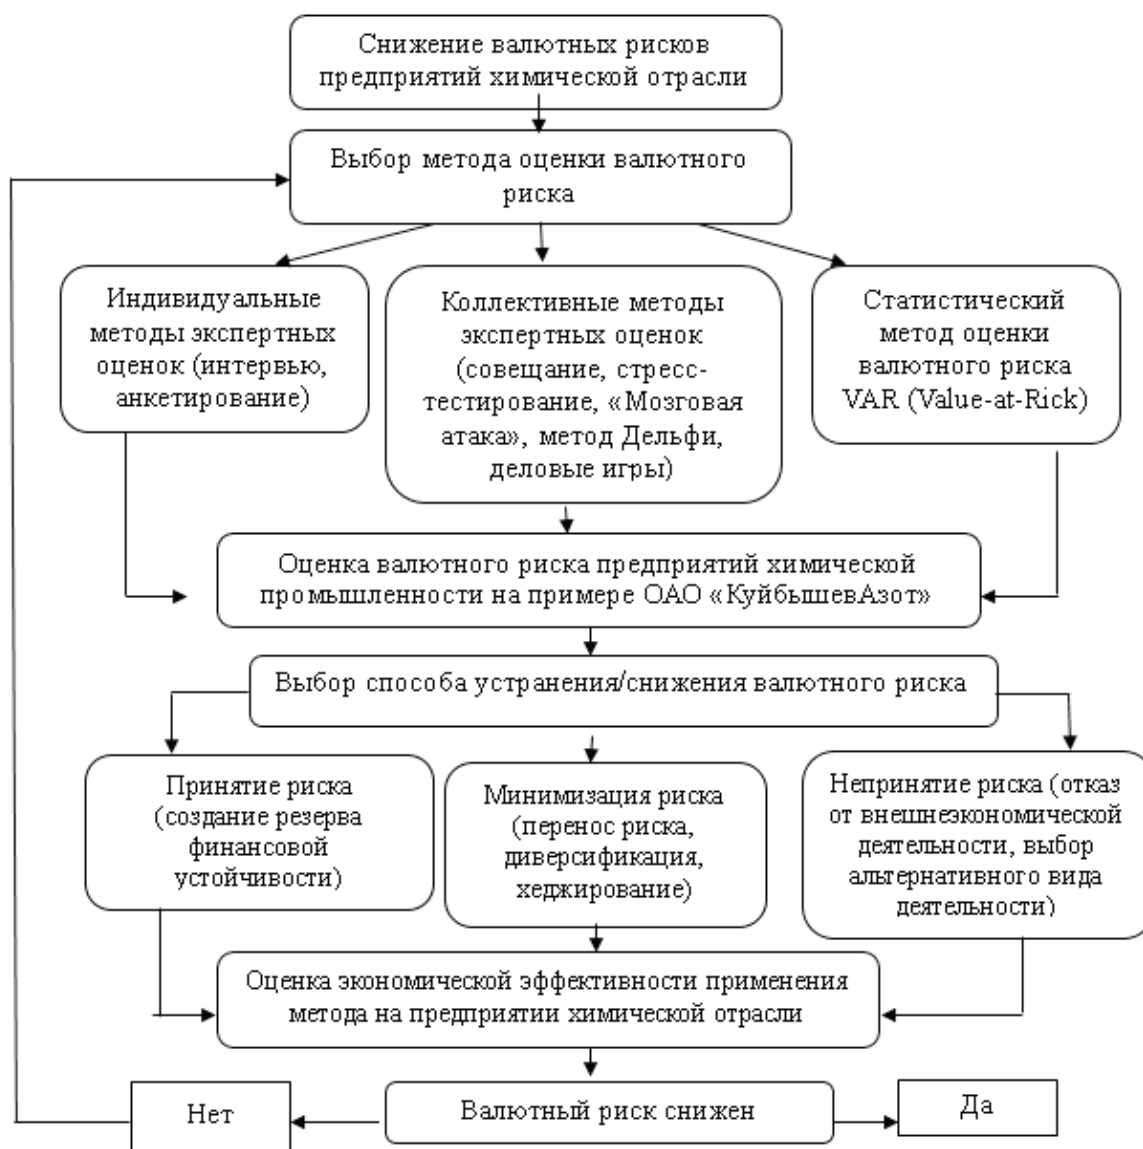 Снижение валютных рисков
предприятий химической отрасли
Выбор метода оценки валютного
риска
Индивидуальные
методы экспертных
оценок (интервью,
анкетирование)
Коллективные методы
экспертных оценок
(совещание, стресс-
тестирование, «Мозговая
атака», метод Дельфи,
деловые игры)
Статистический
метод оценки
валютного риска
VAR (Value-at-Rick)
Оценка валютного риска предприятий химической
промышленности на примере ОАО «КуйбышевАзот»
Выбор способа устранения/снижения валютного риска
Принятие риска
(создание резерва
финансовой
устойчивости)
Минимизация риска
(перенос риска,
диверсификация,
хеджирование)
Непринятие риска (отказ
от внешнеэкономической
деятельности, выбор
альтернативного вида
деятельности)
Оценка экономической эффективности применения
метода на предприятии химической отрасли
Нет
Валютный риск снижен
Да